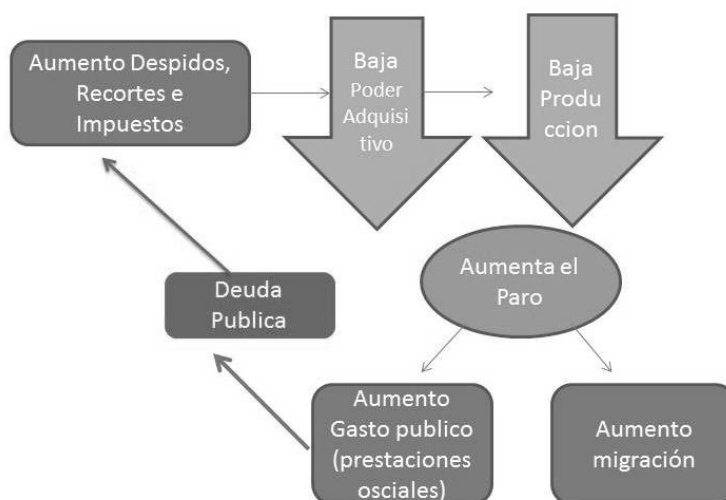 Aumento Despidos,
Recortes e
Impuestos
Baja
Poder
Adquisi
tivo
Baja
Produ
ccion
Aumenta el
Paro
Deuda
Publica
Aumento
Gasto publico
(prestaciones
osciales)
Aumento
migración